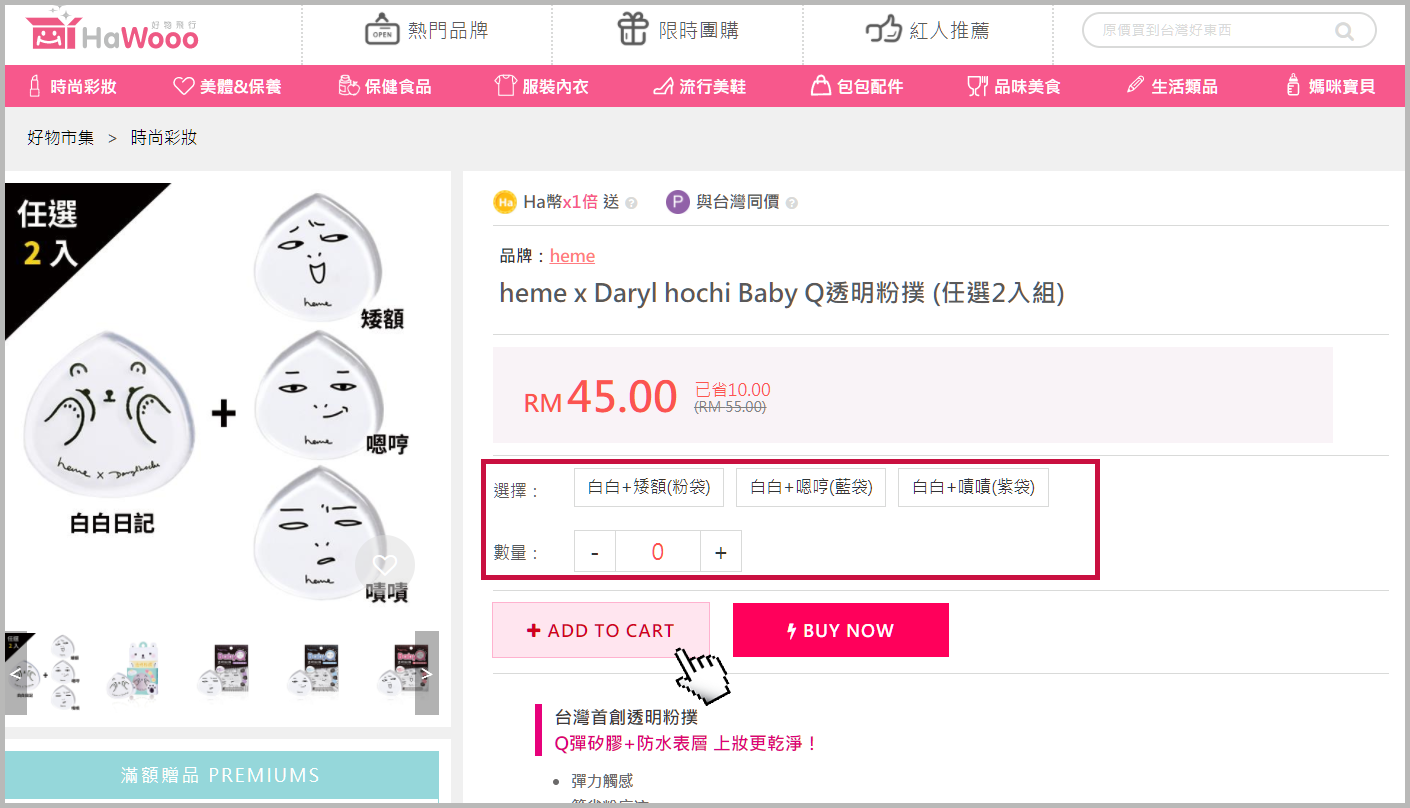 好物飛行
HaWooo
OPEN 熱門品牌
限時團購
紅人推薦
原價買到台灣好東西
時尚彩妝
美體&保養
保健食品
服裝內衣
流行美鞋
包包配件
品味美食
生活類品
媽咪寶貝
好物市集 > 時尚彩妝
任選
2入
heme
矮額
+
heme
嗯哼
heme x Darylhochi
白白日記
heme
嘖嘖
<
>
滿額贈品 PREMIUMS
Ha Ha幣x1倍 送 ? P 與台灣同價 ?
品牌：heme
heme x Daryl hochi Baby Q透明粉撲 (任選2入組)
RM 45.00 已省10.00
(RM 55.00)
選擇： 白白+矮額(粉袋) 白白+嗯哼(藍袋) 白白+嘖嘖(紫袋)
數量： - 0 +
+ ADD TO CART
BUY NOW
台灣首創透明粉撲
Q彈矽膠+防水表層 上妝更乾淨！
• 彈力觸感